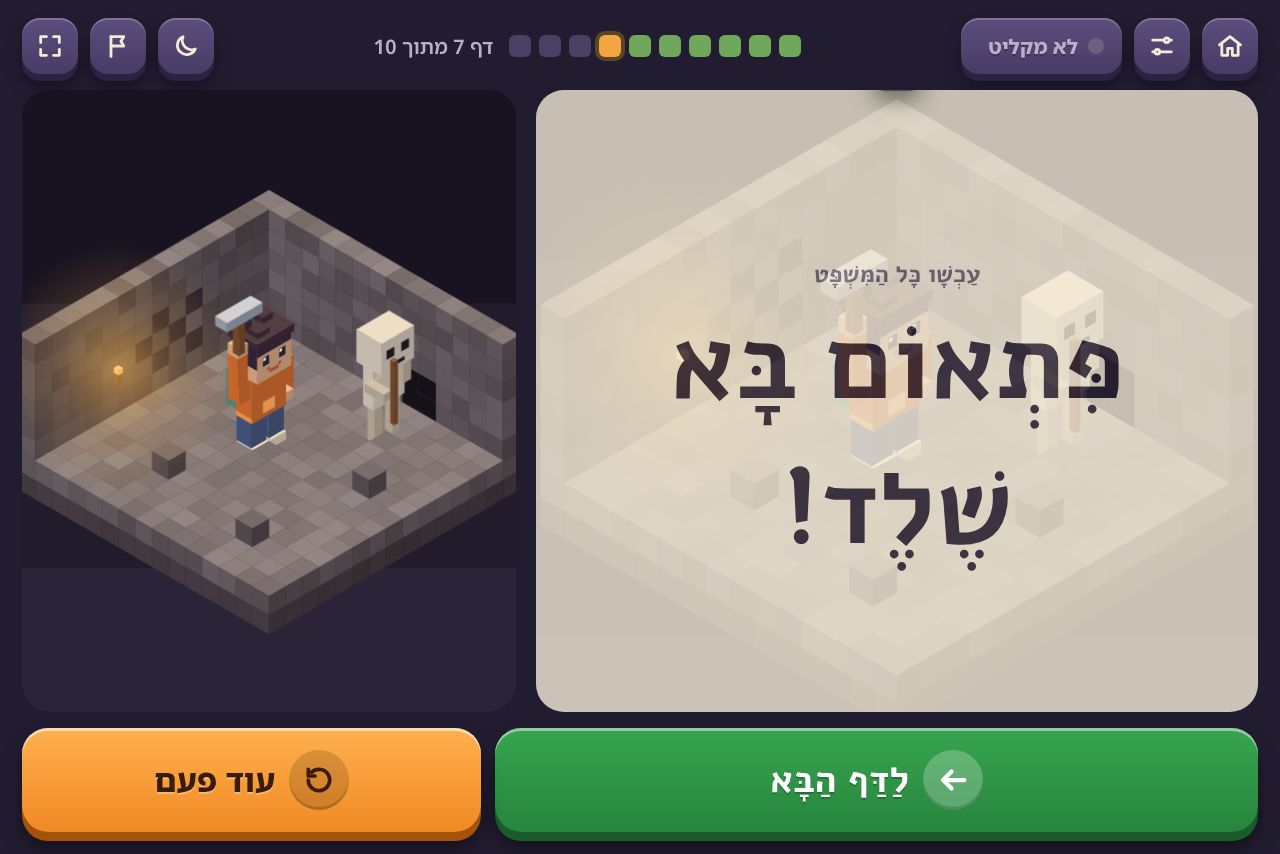 לא מקליט
דף 7 מתוך 10
עַכְשָׁו כָּל הַמִּשְׁפָּט
פִּתְאוֹם בָּא
שֶׁלֶד!
לַדַּף הַבָּא
עוד פעם